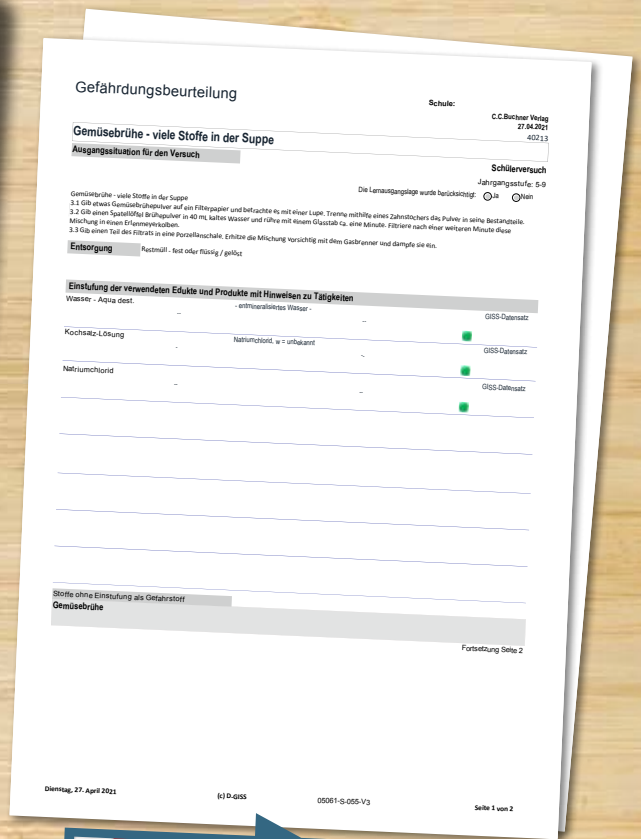 Gefährdungsbeurteilung
Schule:
C.C.Buchner Verlag
27.04.2021
40213
Gemüsebrühe - viele Stoffe in der Suppe
Ausgangssituation für den Versuch
Schülerversuch
Jahrgangsstufe: 5-9
Die Lernausgangslage wurde berücksichtigt: Ja Nein
Gemüsebrühe - viele Stoffe in der Suppe
3.1 Gib etwas Gemüsebrühepulver auf ein Filterpapier und betrachte es mit einer Lupe. Trenne mithilfe eines Zahnstochers das Pulver in seine Bestandteile.
3.2 Gib einen Spatellöffel Brühepulver in 40 mL kaltes Wasser und rühre mit einem Glasstab ca. eine Minute. Filtriere nach einer weiteren Minute diese
Mischung in einen Erlenmeyerkolben.
3.3 Gib einen Teil des Filtrats in eine Porzellanschale. Erhitze die Mischung vorsichtig mit dem Gasbrenner und dampfe sie ein.
Entsorgung Restmüll - fest oder flüssig / gelöst
Einstufung der verwendeten Edukte und Produkte mit Hinweisen zu Tätigkeiten
Wasser - Aqua dest. - entmineralisiertes Wasser - GISS-Datensatz
– –
Kochsalz-Lösung Natriumchlorid, w = unbekannt GISS-Datensatz
- -
Natriumchlorid GISS-Datensatz
– –
Stoffe ohne Einstufung als Gefahrstoff
Gemüsebrühe
Fortsetzung Seite 2
Dienstag, 27. April 2021 (c) D-GISS 05061-S-055-V3 Seite 1 von 2